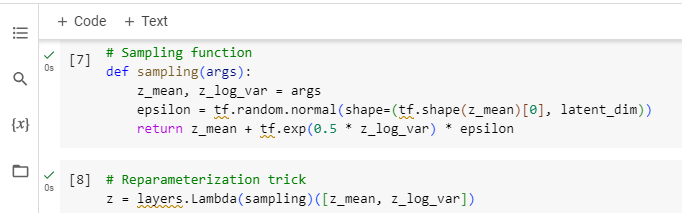 + Code + Text
[7] # Sampling function
0s
def sampling(args):
z_mean, z_log_var = args
{x}
epsilon = tf.random.normal(shape=(tf.shape(z_mean)[0], latent_dim))
return z_mean + tf.exp(0.5 * z_log_var) * epsilon
[8] # Reparameterization trick
0s
z = layers.Lambda(sampling)([z_mean, z_log_var])